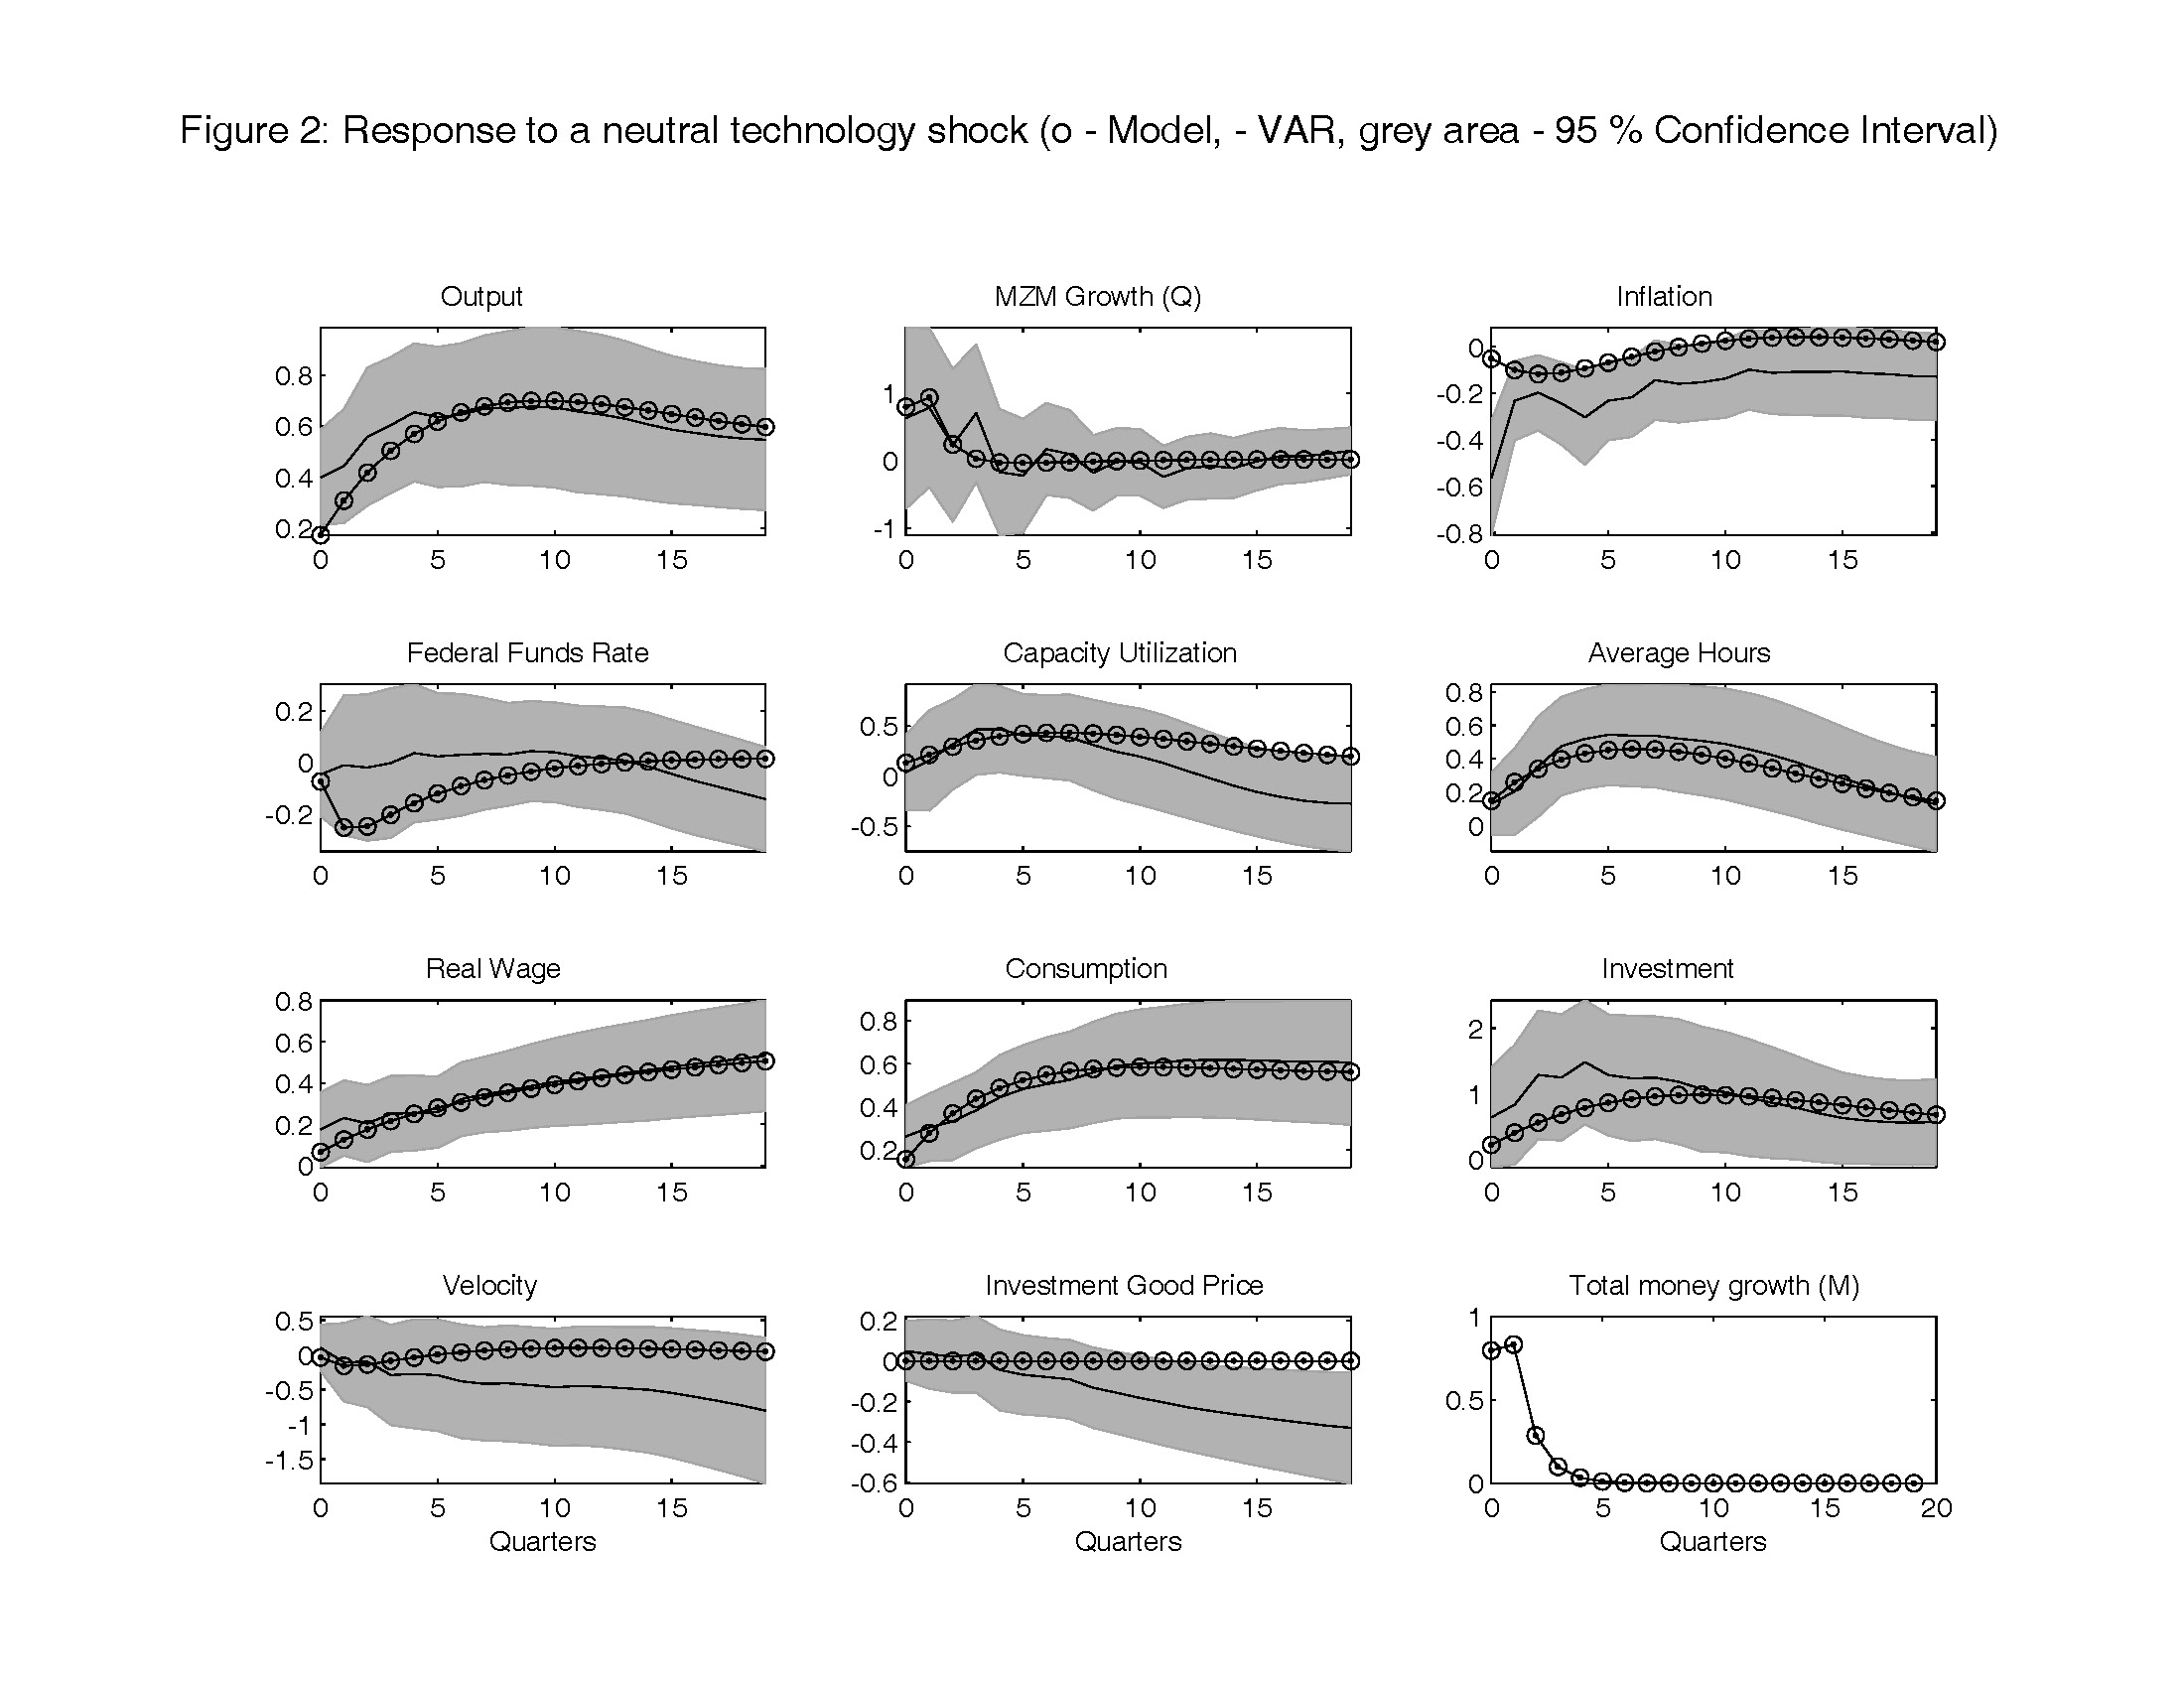 Figure 2: Response to a neutral technology shock (o - Model, - VAR, grey area - 95 % Confidence Interval)
Output
0.8
0.6
0.4
0.2
0 5 10 15
MZM Growth (Q)
1
0
-1
0 5 10 15
Inflation
0
-0.2
-0.4
-0.6
-0.8
0 5 10 15
Federal Funds Rate
0.2
0
-0.2
0 5 10 15
Capacity Utilization
0.5
0
-0.5
0 5 10 15
Average Hours
0.8
0.6
0.4
0.2
0
0 5 10 15
Real Wage
0.8
0.6
0.4
0.2
0
0 5 10 15
Consumption
0.8
0.6
0.4
0.2
0 5 10 15
Investment
2
1
0
0 5 10 15
Velocity
0.5
0
-0.5
-1
-1.5
0 5 10 15
Quarters
Investment Good Price
0.2
0
-0.2
-0.4
-0.6
0 5 10 15
Quarters
Total money growth (M)
1
0.5
0
0 5 10 15 20
Quarters